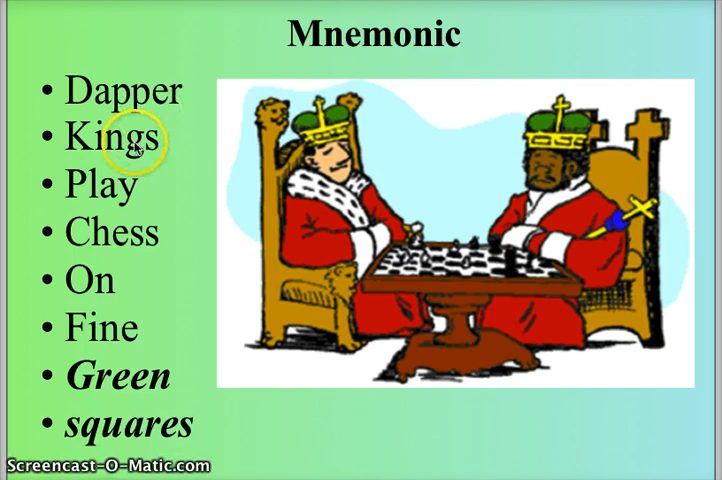 Mnemonic
• Dapper
• Kings
• Play
• Chess
• On
• Fine
• Green
• squares
Screencast-O-Matic.com